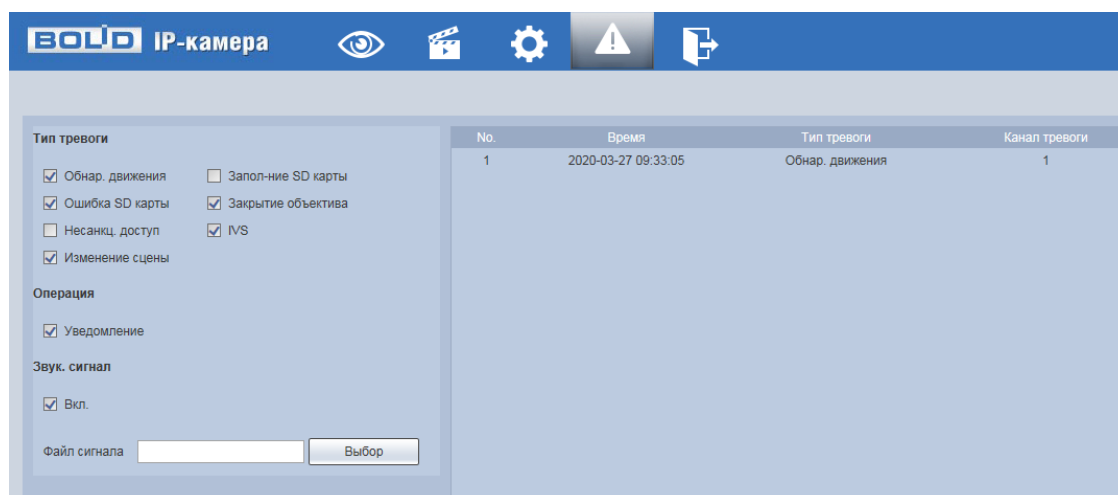 BOLID IP-камера
Тип тревоги
Обнар. движения Запол-ние SD карты
Ошибка SD карты Закрытие объектива
Несанкц. доступ IVS
Изменение сцены
Операция
Уведомление
Звук. сигнал
Вкл.
Файл сигнала Выбор
No. Время Тип тревоги Канал тревоги
1 2020-03-27 09:33:05 Обнар. движения 1